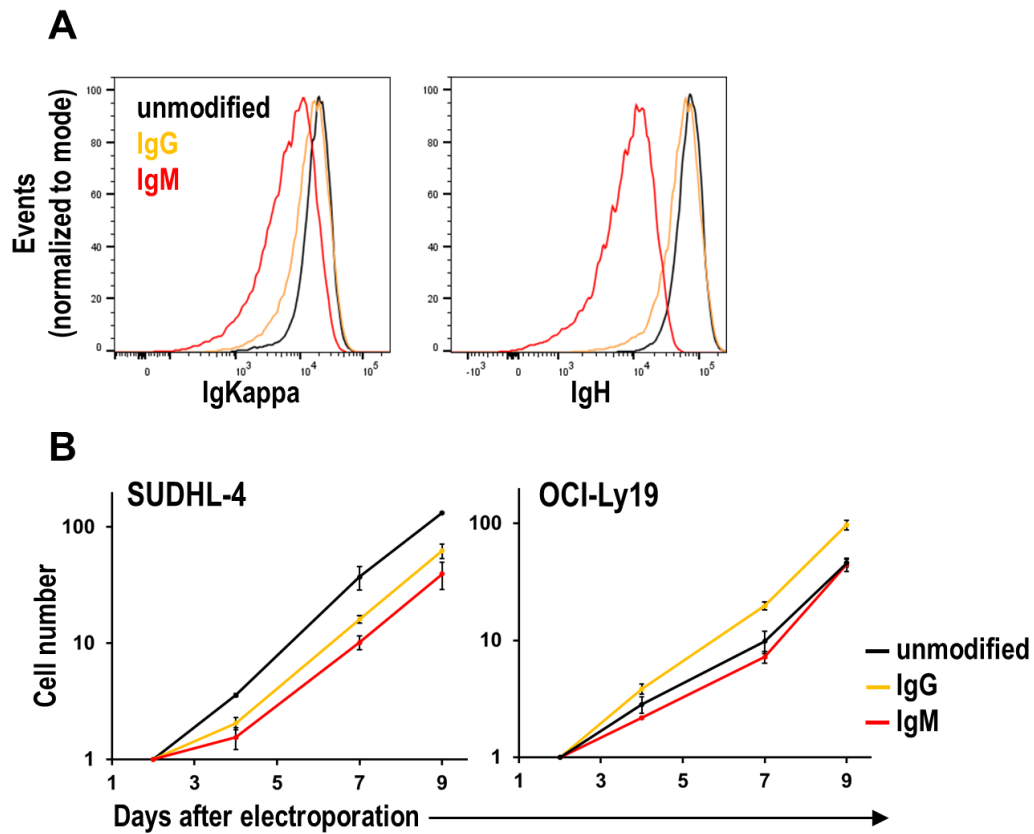 A
unmodified
IgG
IgM
Events
(normalized to mode)
100
80
60
40
20
0
0 10³ 10⁴ 10⁵
IgKappa
100
80
60
40
20
0
-10³ 0 10³ 10⁴ 10⁵
IgH
B
SUDHL-4
Cell number
100
10
1
1 3 5 7 9
OCI-Ly19
100
10
1
1 3 5 7 9
unmodified
IgG
IgM
Days after electroporation